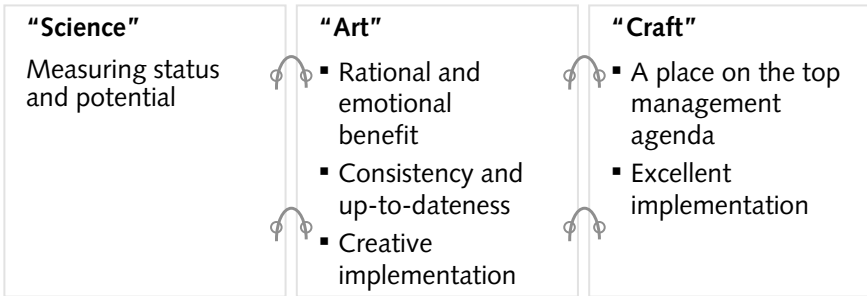 “Science”
Measuring status
and potential
“Art”
▪ Rational and
emotional
benefit
▪ Consistency and
up-to-dateness
▪ Creative
implementation
“Craft”
▪ A place on the top
management
agenda
▪ Excellent
implementation